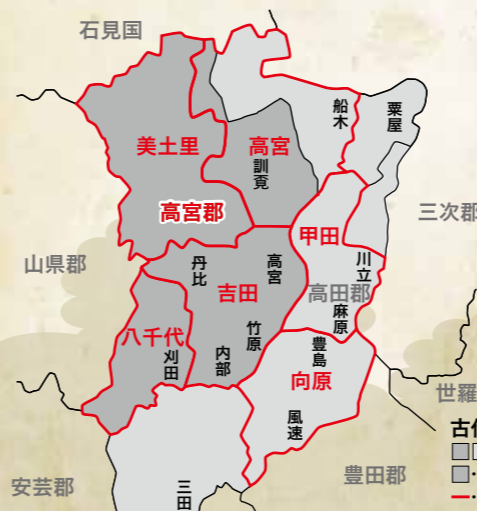 石見国
船木
粟屋
美土里
高宮
訓覔
高宮郡
三次郡
甲田
山県郡
丹比
高宮
川立
吉田
高田郡
麻原
八千代
刈田
竹原
内部
豊島
向原
世羅
風速
古代
安芸郡
三田
豊田郡